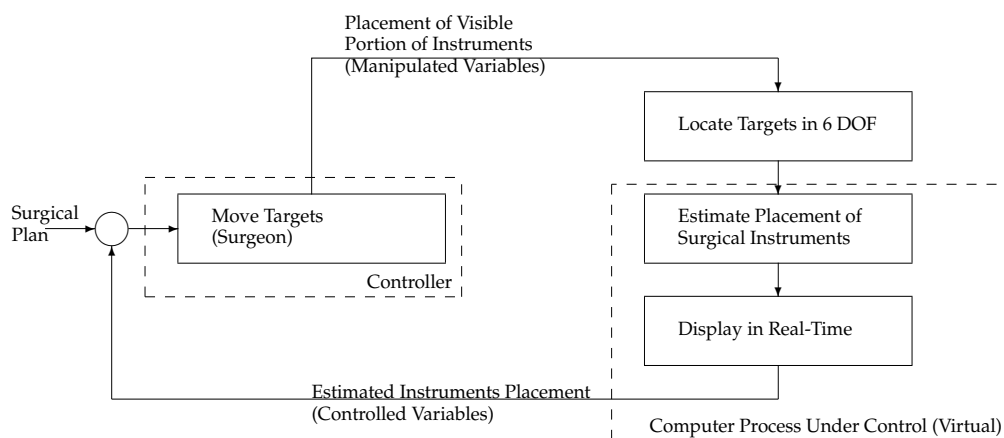 Placement of Visible
Portion of Instruments
(Manipulated Variables)
Locate Targets in 6 DOF
Surgical
Plan
Move Targets
(Surgeon)
Controller
Estimate Placement of
Surgical Instruments
Display in Real-Time
Estimated Instruments Placement
(Controlled Variables)
Computer Process Under Control (Virtual)